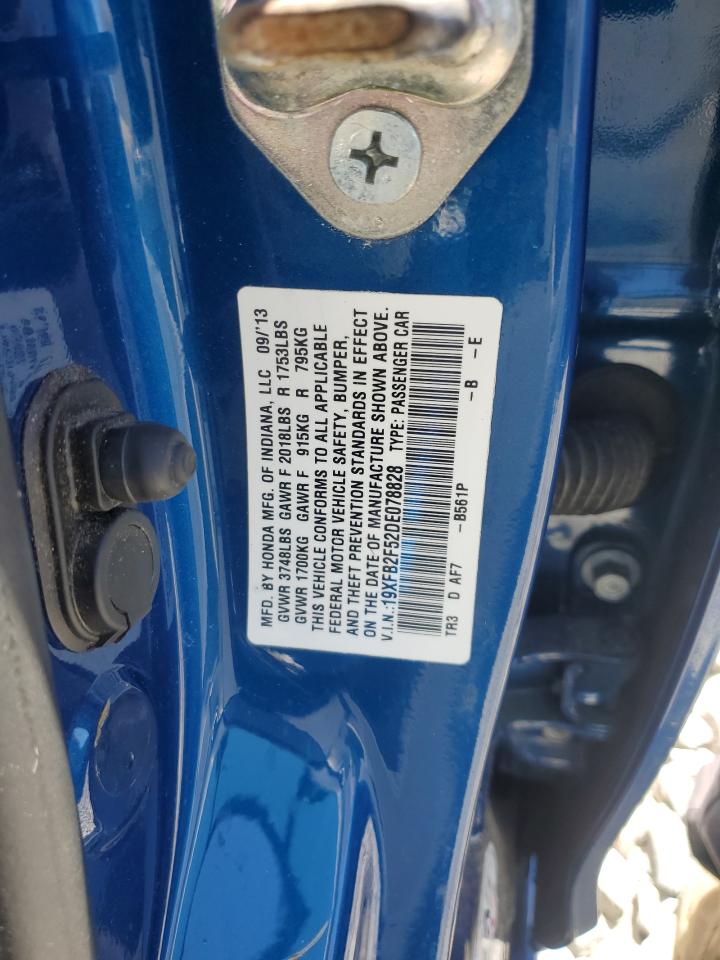 MFD. BY HONDA MFG. OF INDIANA, LLC 09/'13
GVWR 3748LBS GAWR F 2018LBS R 1753LBS
GVWR 1700KG GAWR F 915KG R 795KG
THIS VEHICLE CONFORMS TO ALL APPLICABLE
FEDERAL MOTOR VEHICLE SAFETY, BUMPER,
AND THEFT PREVENTION STANDARDS IN EFFECT
ON THE DATE OF MANUFACTURE SHOWN ABOVE.
V.I.N.:19XFB2F52DE078628 TYPE: PASSENGER CAR
TR3 D AF7 -B561P -B -E